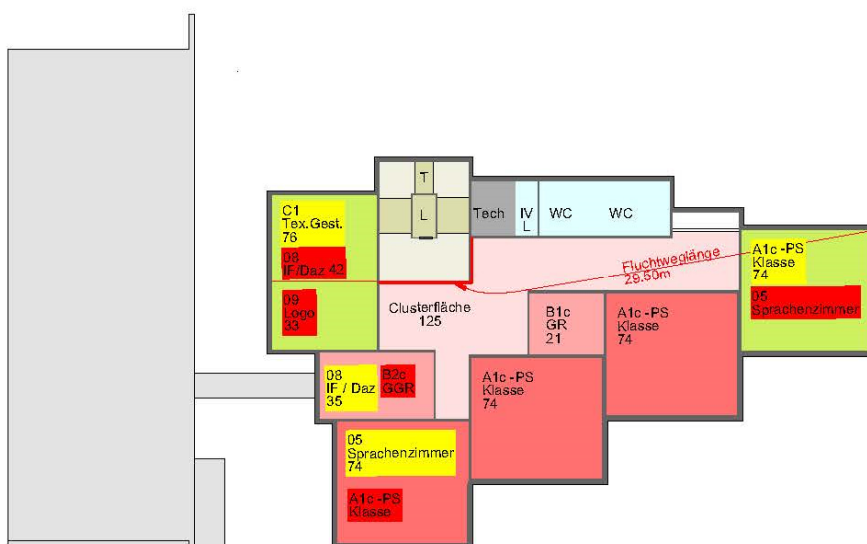 T
L
Tech
IV
L
WC
WC
C1
Tex.Gest.
76
08
IF/Daz 42
09
Logo
33
Clusterfläche
125
Fluchtweglänge
29.50m
A1c -PS
Klasse
74
05
Sprachenzimmer
B1c
GR
21
A1c -PS
Klasse
74
A1c -PS
Klasse
74
08
IF / Daz
35
B2c
GGR
05
Sprachenzimmer
74
A1c -PS
Klasse